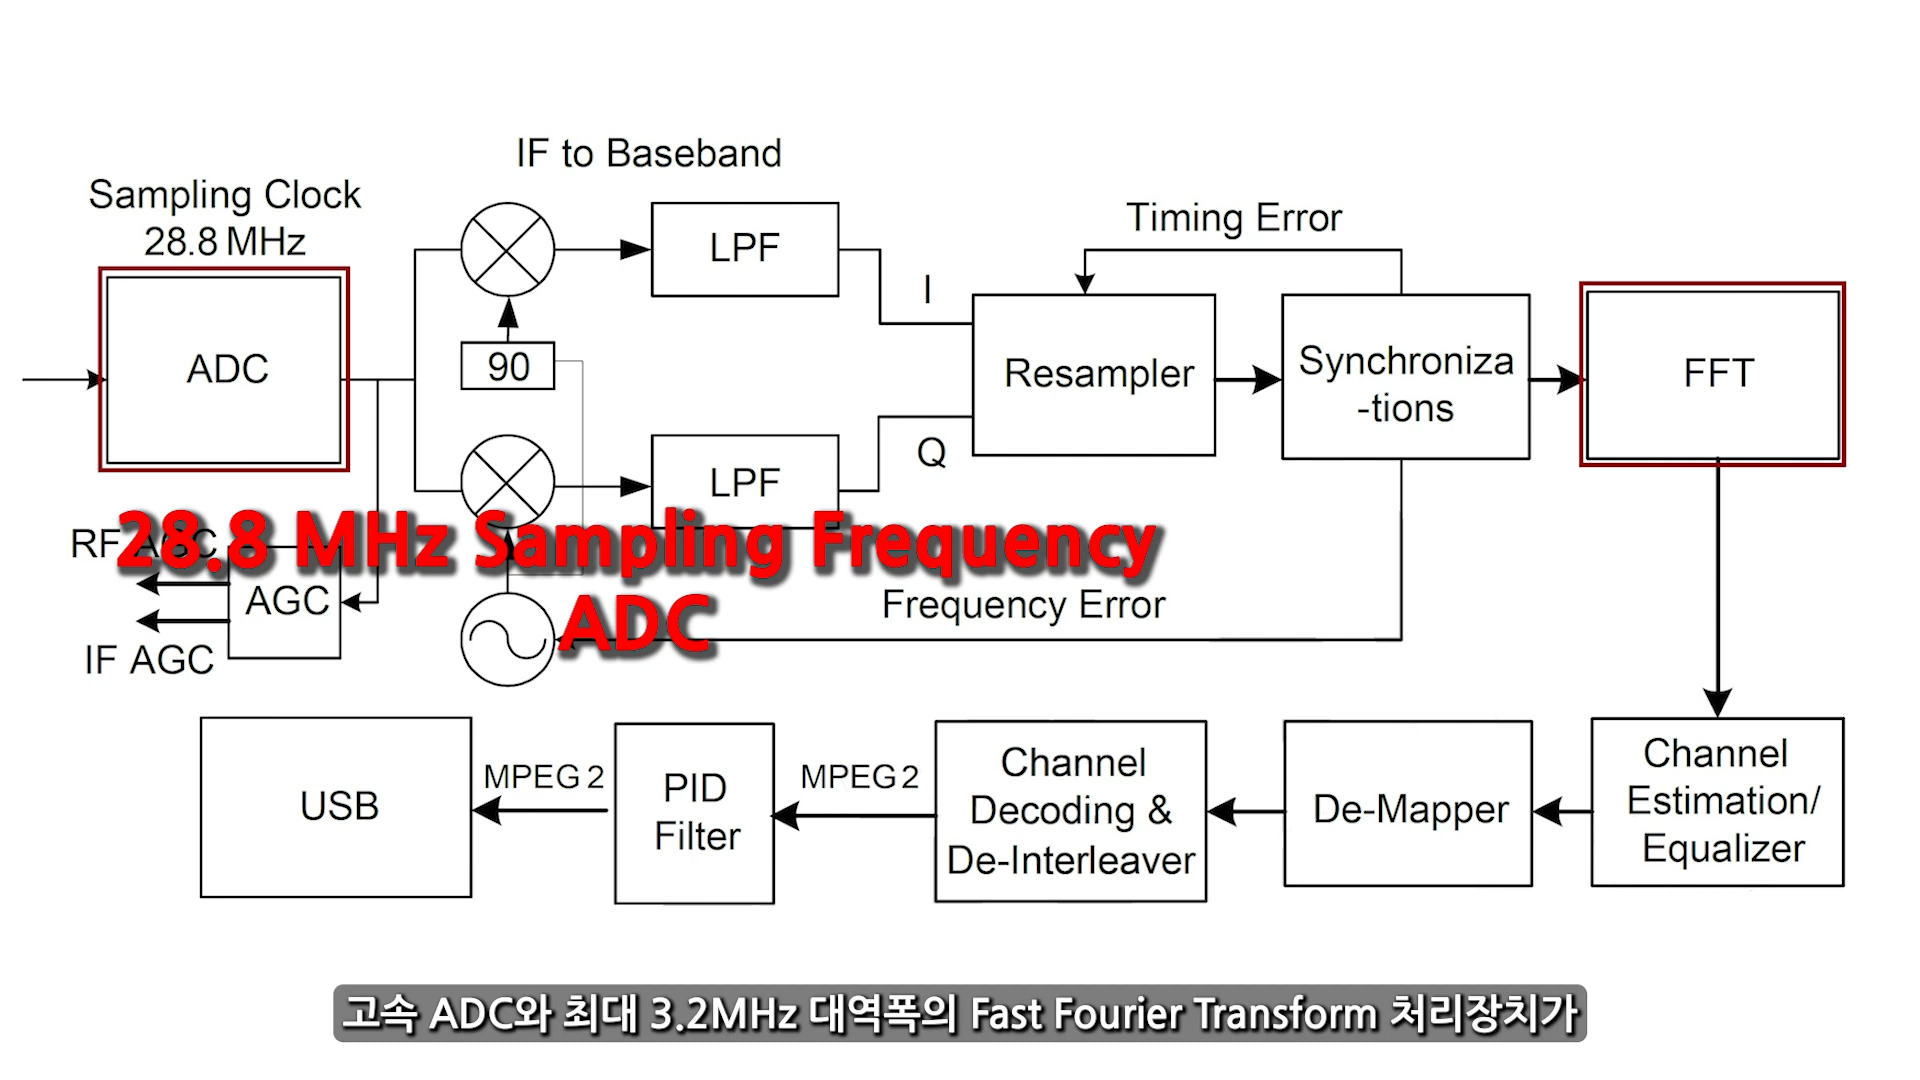 IF to Baseband
Sampling Clock
28.8 MHz
Timing Error
LPF
I
ADC
90
Resampler
Synchroniza
-tions
FFT
Q
LPF
28.8 MHz Sampling Frequency
ADC
RF AGC
AGC
IF AGC
Frequency Error
USB
MPEG 2
PID
Filter
MPEG 2
Channel
Decoding &
De-Interleaver
De-Mapper
Channel
Estimation/
Equalizer
고속 ADC와 최대 3.2MHz 대역폭의 Fast Fourier Transform 처리장치가